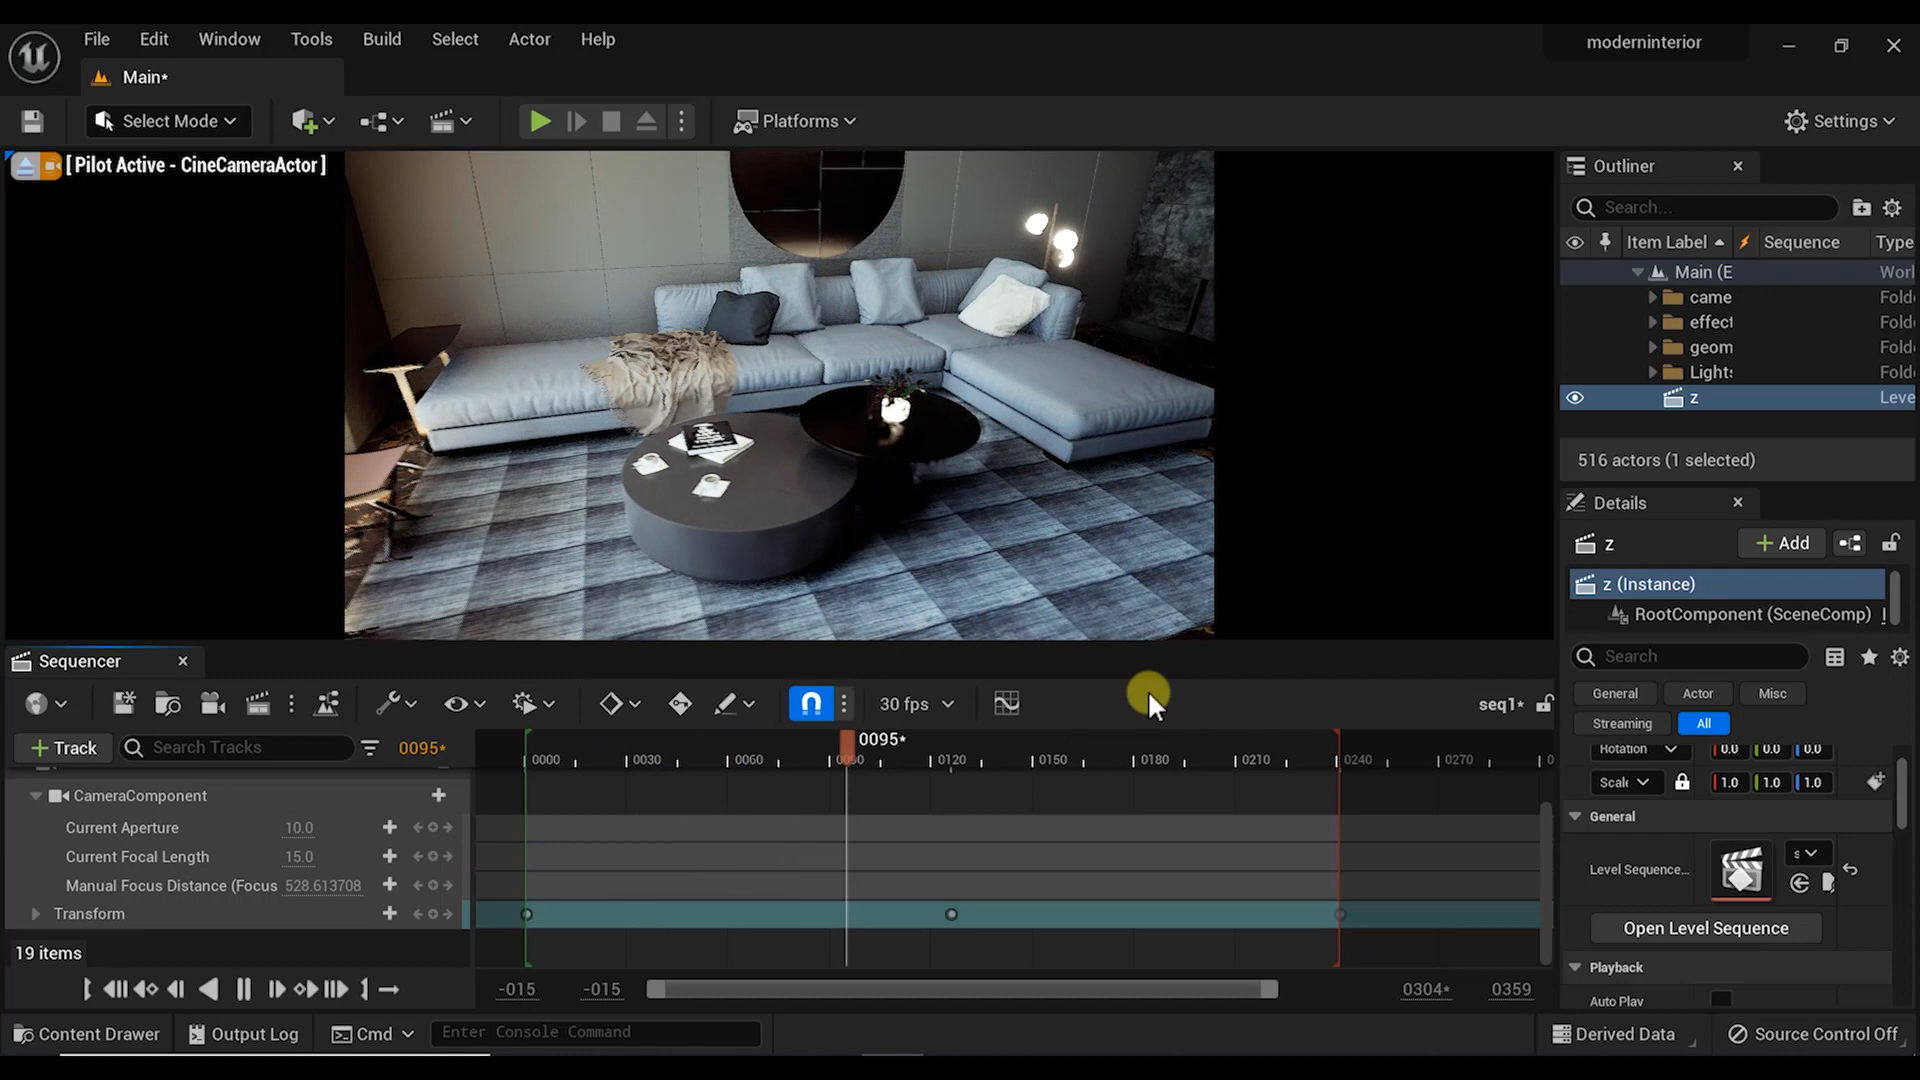 File Edit Window Tools Build Select Actor Help
moderninterior
Main*
Select Mode
Platforms
Settings
[ Pilot Active - CineCameraActor ]
Outliner
Search...
Item Label Sequence Type
Main (E Worl
came Folde
effect Folde
geom Folde
Lights Folde
z Leve
516 actors (1 selected)
Details
z
Add
z (Instance)
RootComponent (SceneComp)
Search
General Actor Misc
Streaming All
Rotation 0.0 0.0 0.0
Scale 1.0 1.0 1.0
General
Level Sequence...
Open Level Sequence
Playback
Auto Play
Sequencer
30 fps
seq1*
+ Track
Search Tracks
0095*
0095*
0000 0030 0060 0090 0120 0150 0180 0210 0240 0270
CameraComponent
Current Aperture 10.0
Current Focal Length 15.0
Manual Focus Distance (Focus 528.613708
Transform
19 items
-015 -015 0304* 0359
Content Drawer Output Log Cmd Enter Console Command
Derived Data Source Control Off